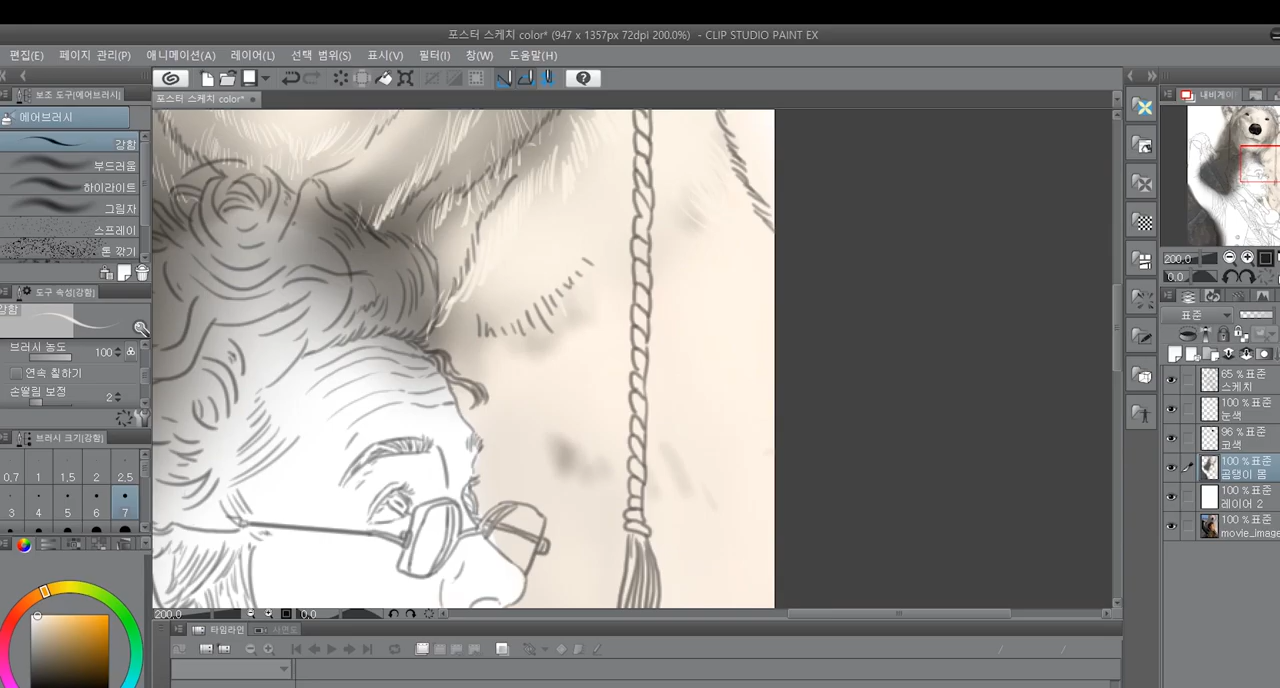 포스터 스케치 color* (947 x 1357px 72dpi 200.0%) - CLIP STUDIO PAINT EX
편집(E) 페이지 관리(P) 애니메이션(A) 레이어(L) 선택 범위(S) 표시(V) 필터(I) 창(W) 도움말(H)
보조 도구[에어브러시]
포스터 스케치 color*
내비게이
에어브러시
강함
부드러움
하이라이트
그림자
스프레이
톤 깎기
도구 속성[강함]
강함
브러시 농도 100
연속 칠하기
손떨림 보정 2
브러시 크기[강함]
0.7 1 1.5 2 2.5
3 4 5 6 7
200.0
0.0
표준
65 % 표준
스케치
100 % 표준
눈색
96 % 표준
코색
100 % 표준
곰탱이 몸
100 % 표준
레이어 2
100 % 표준
movie_image
200.0 0.0
타임라인